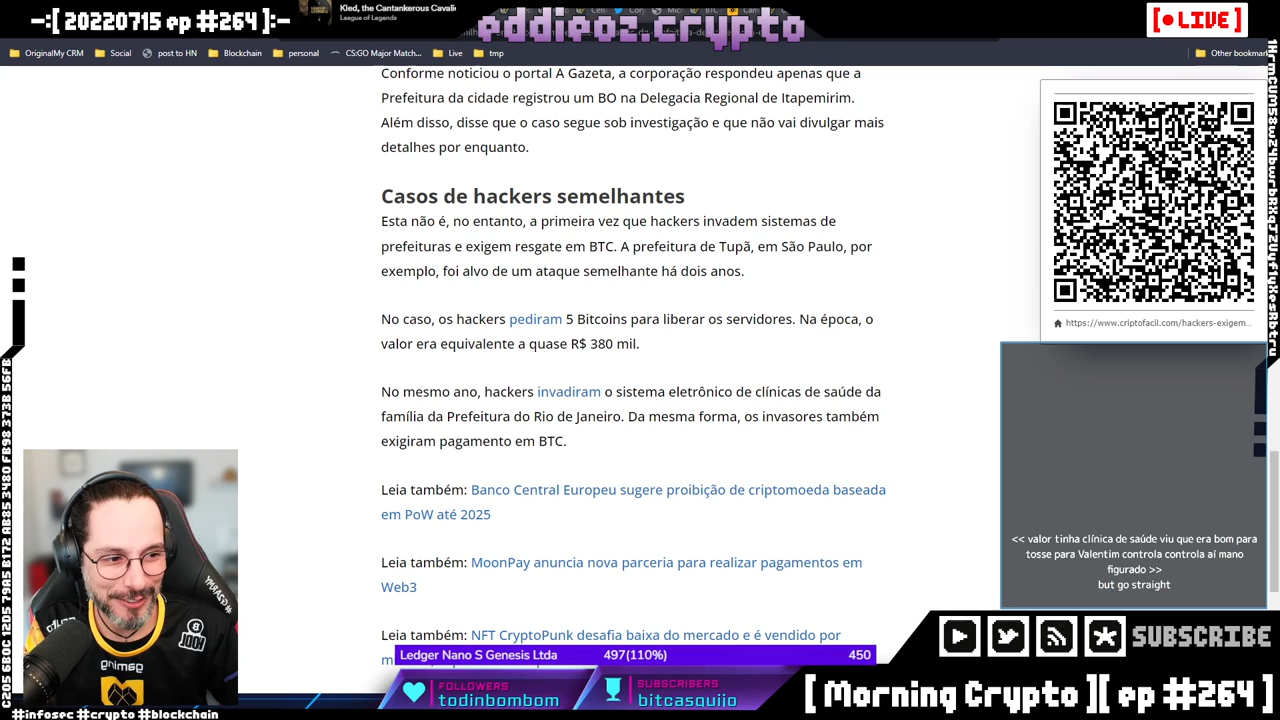 -:[ 20220715 ep #264 ]:-
Kled, the Cantankerous Cavali
League of Legends
eddieoz.crypto
[ LIVE ]
OriginalMy CRM
Social
post to HN
Blockchain
personal
CS:GO Major Match...
Live
tmp
Other bookmar
Conforme noticiou o portal A Gazeta, a corporação respondeu apenas que a
Prefeitura da cidade registrou um BO na Delegacia Regional de Itapemirim.
Além disso, disse que o caso segue sob investigação e que não vai divulgar mais
detalhes por enquanto.
Casos de hackers semelhantes
Esta não é, no entanto, a primeira vez que hackers invadem sistemas de
prefeituras e exigem resgate em BTC. A prefeitura de Tupã, em São Paulo, por
exemplo, foi alvo de um ataque semelhante há dois anos.
No caso, os hackers pediram 5 Bitcoins para liberar os servidores. Na época, o
valor era equivalente a quase R$ 380 mil.
No mesmo ano, hackers invadiram o sistema eletrônico de clínicas de saúde da
família da Prefeitura do Rio de Janeiro. Da mesma forma, os invasores também
exigiram pagamento em BTC.
Leia também: Banco Central Europeu sugere proibição de criptomoeda baseada
em PoW até 2025
Leia também: MoonPay anuncia nova parceria para realizar pagamentos em
Web3
Leia também: NFT CryptoPunk desafia baixa do mercado e é vendido por
https://www.criptofacil.com/hackers-exigem...
<< valor tinha clínica de saúde viu que era bom para
tosse para Valentim controla controla aí mano
figurado >>
but go straight
Ledger Nano S Genesis Ltda 497(110%) 450
FOLLOWERS
todinbombom
SUBSCRIBERS
bitcasquijo
SUBSCRIBE
[ Morning Crypto ][ ep #264 ]
#infosec #crypto #blockchain